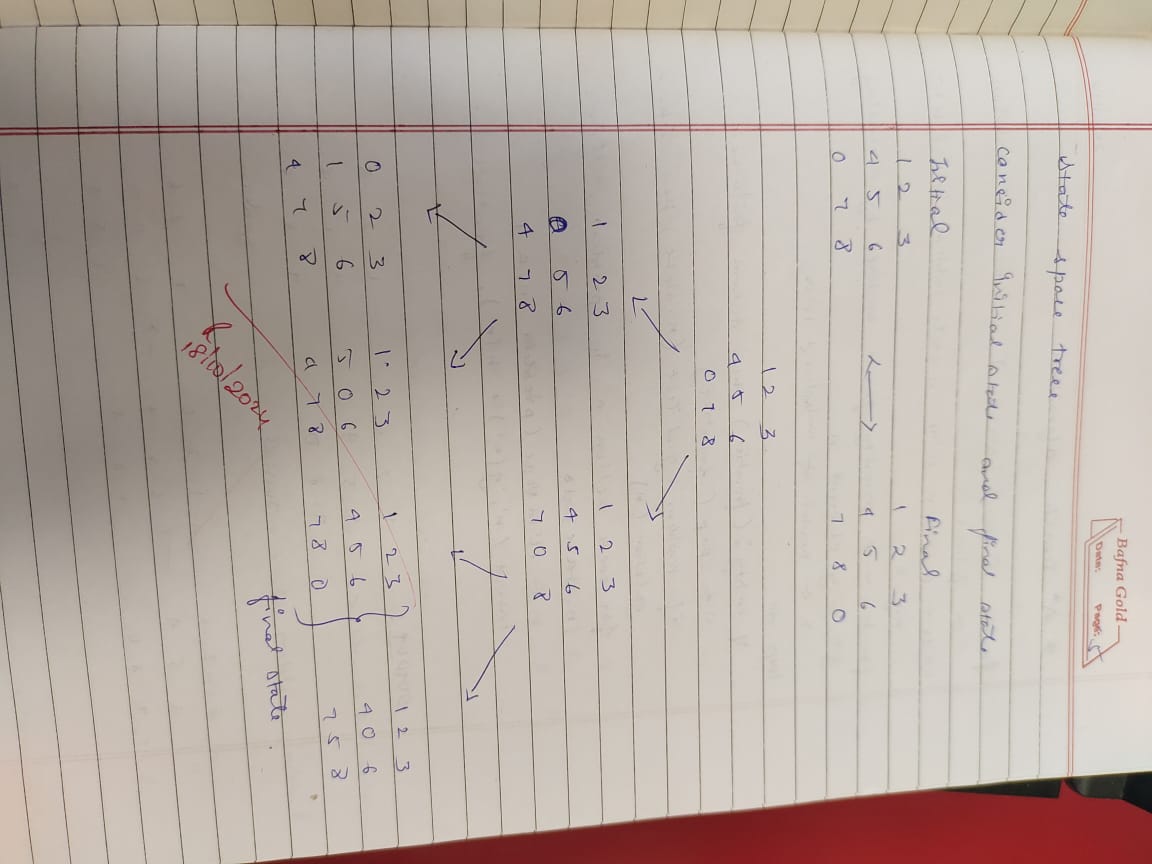 Bafna Gold
Date: Page: 5
State space tree
consider initial state and final state
Initial Final
1 2 3 1 2 3
4 5 6 <-> 4 5 6
0 7 8 7 8 0
1 2 3
4 5 6
0 7 8
1 2 3 1 2 3
0 5 6 4 5 6
4 7 8 7 0 8
0 2 3 1 2 3 1 2 3 1 2 3
1 5 6 5 0 6 4 5 6 4 0 6
4 7 8 4 7 8 7 8 0 7 5 8
final state.
18/10/2024